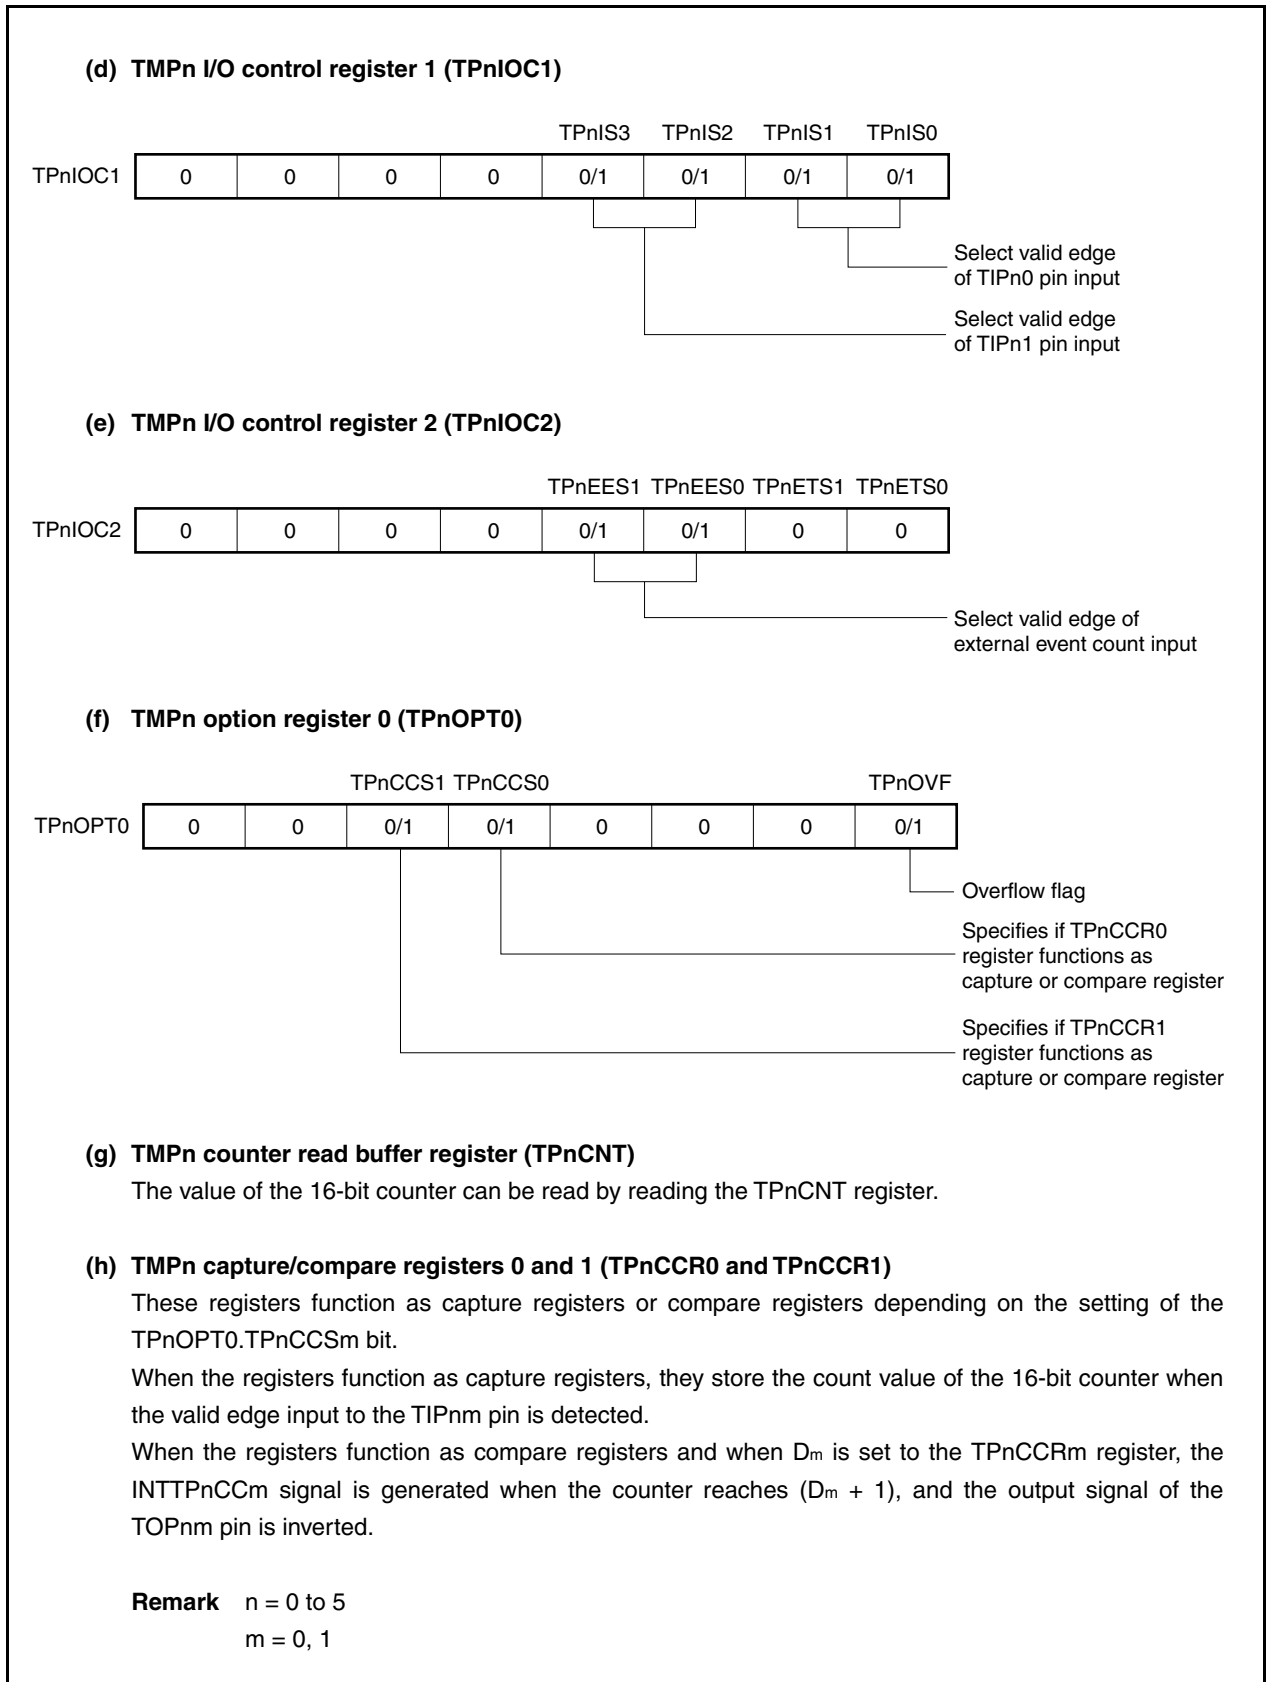 (d) TMPn I/O control register 1 (TPnIOC1)
TPnIS3 TPnIS2 TPnIS1 TPnIS0
TPnIOC1 0 0 0 0 0/1 0/1 0/1 0/1
Select valid edge
of TIPn0 pin input
Select valid edge
of TIPn1 pin input
(e) TMPn I/O control register 2 (TPnIOC2)
TPnEES1 TPnEES0 TPnETS1 TPnETS0
TPnIOC2 0 0 0 0 0/1 0/1 0 0
Select valid edge of
external event count input
(f) TMPn option register 0 (TPnOPT0)
TPnCCS1 TPnCCS0 TPnOVF
TPnOPT0 0 0 0/1 0/1 0 0 0 0/1
Overflow flag
Specifies if TPnCCR0
register functions as
capture or compare register
Specifies if TPnCCR1
register functions as
capture or compare register
(g) TMPn counter read buffer register (TPnCNT)
The value of the 16-bit counter can be read by reading the TPnCNT register.
(h) TMPn capture/compare registers 0 and 1 (TPnCCR0 and TPnCCR1)
These registers function as capture registers or compare registers depending on the setting of the
TPnOPT0.TPnCCSm bit.
When the registers function as capture registers, they store the count value of the 16-bit counter when
the valid edge input to the TIPnm pin is detected.
When the registers function as compare registers and when Dm is set to the TPnCCRm register, the
INTTPnCCm signal is generated when the counter reaches (Dm + 1), and the output signal of the
TOPnm pin is inverted.
Remark n = 0 to 5
m = 0, 1